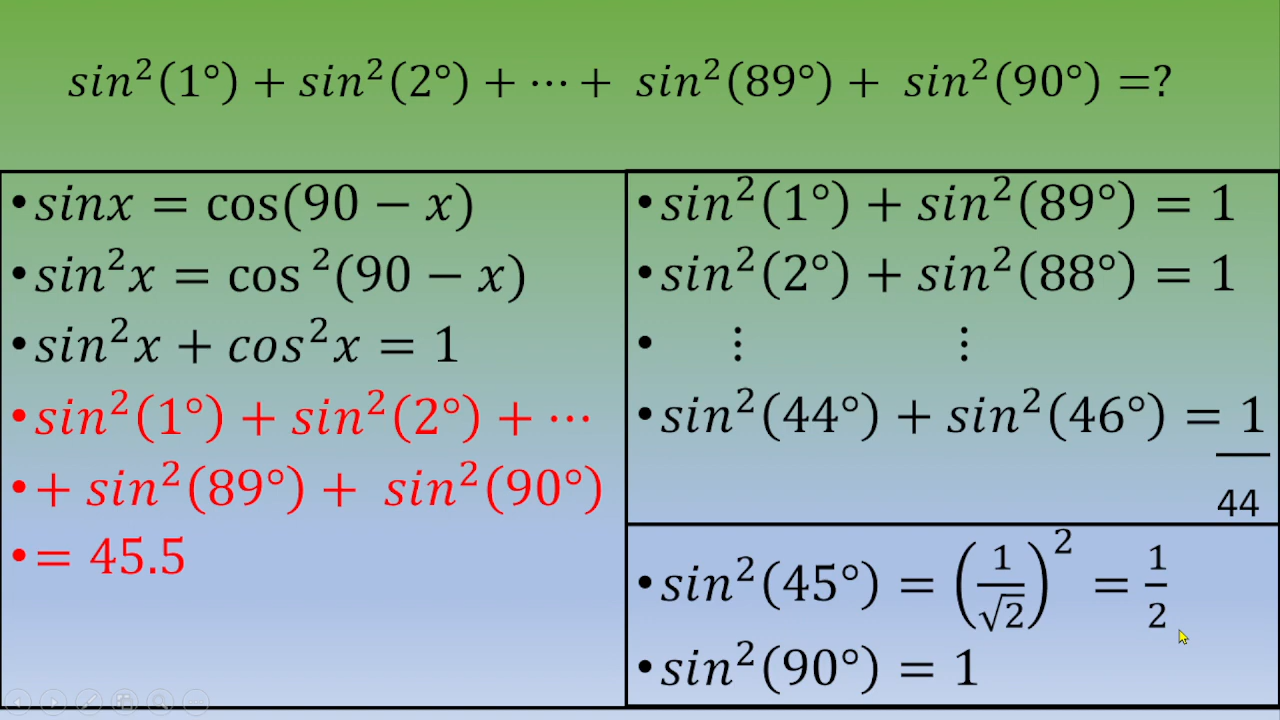 sin²(1°) + sin²(2°) + ⋯ + sin²(89°) + sin²(90°) =?
•sinx = cos(90 − x)
•sin²x = cos ²(90 − x)
•sin²x + cos²x = 1
•sin²(1°) + sin²(2°) + ⋯
•+ sin²(89°) + sin²(90°)
•= 45.5
•sin²(1°) + sin²(89°) = 1
•sin²(2°) + sin²(88°) = 1
• ⋮ ⋮
•sin²(44°) + sin²(46°) = 1
44
•sin²(45°) = (1/√2)² = 1/2
•sin²(90°) = 1